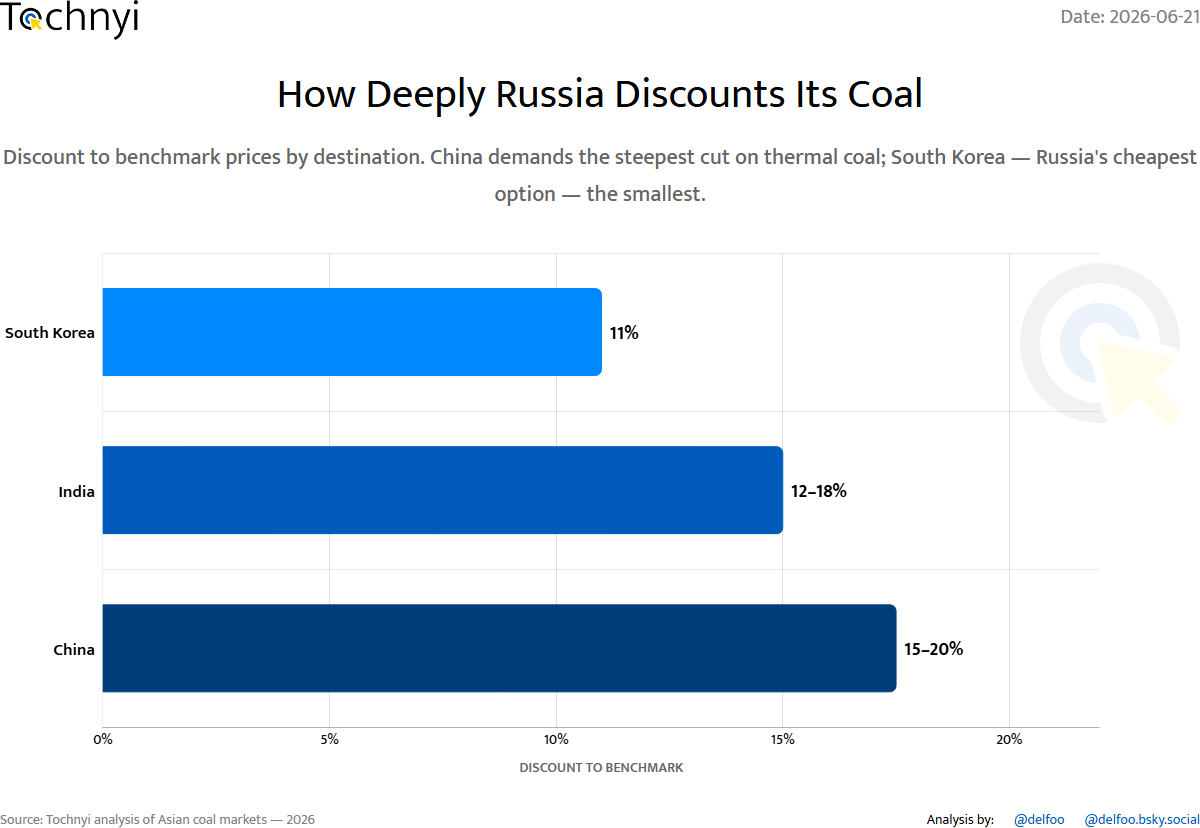 Tochnyi
Date: 2026-06-21
How Deeply Russia Discounts Its Coal
Discount to benchmark prices by destination. China demands the steepest cut on thermal coal; South Korea — Russia's cheapest
option — the smallest.
South Korea
11%
India
12–18%
China
15–20%
0%
5%
10%
15%
20%
DISCOUNT TO BENCHMARK
Source: Tochnyi analysis of Asian coal markets — 2026
Analysis by: @delfoo @delfoo.bsky.social